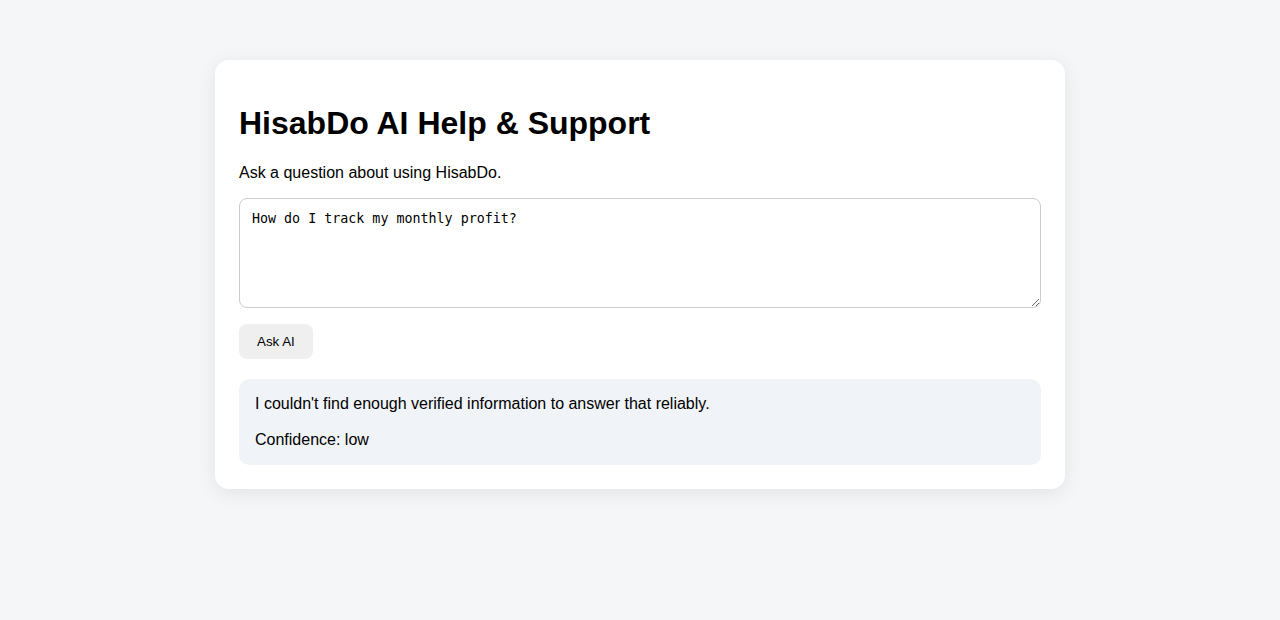 HisabDo AI Help & Support
Ask a question about using HisabDo.
How do I track my monthly profit?
Ask AI
I couldn't find enough verified information to answer that reliably.
Confidence: low